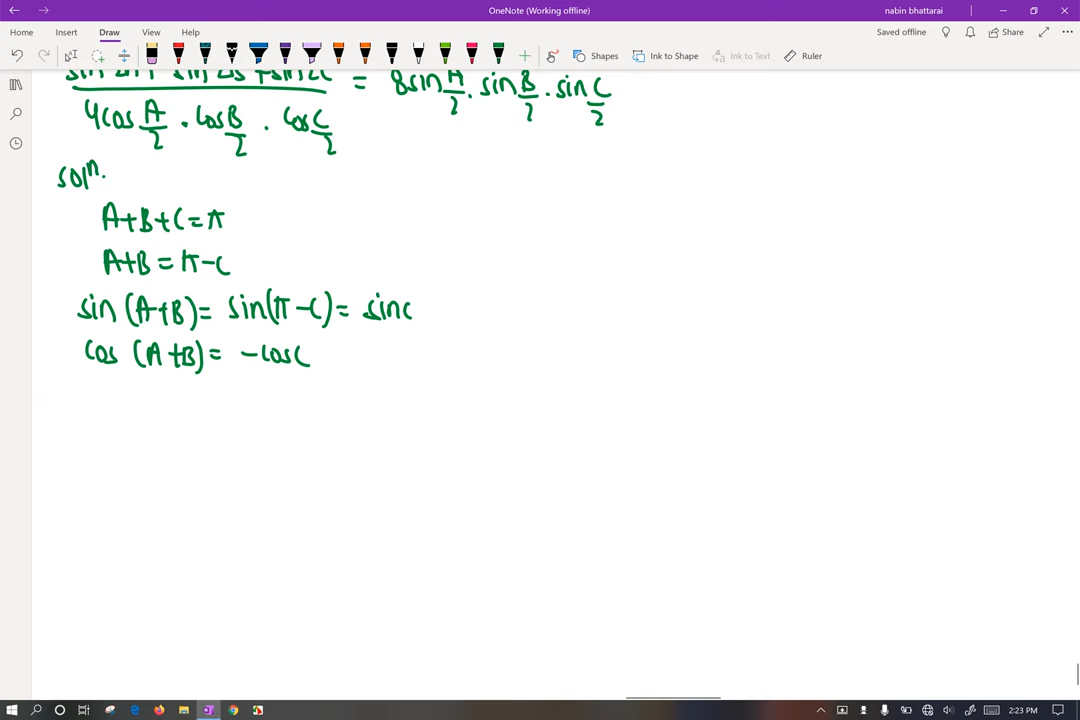 OneNote (Working offline)
nabin bhattarai
Home Insert Draw View Help
Saved offline
Share
Shapes
Ink to Shape
Ink to Text
Ruler
= 8sin A/2 . sin B/2 . sin C/2
4cos A/2 . cos B/2 . cos C/2
solⁿ.
A+B+C=π
A+B=π-C
sin (A+B)= sin(π-C)= sinC
cos (A+B)= -cosC
2:23 PM